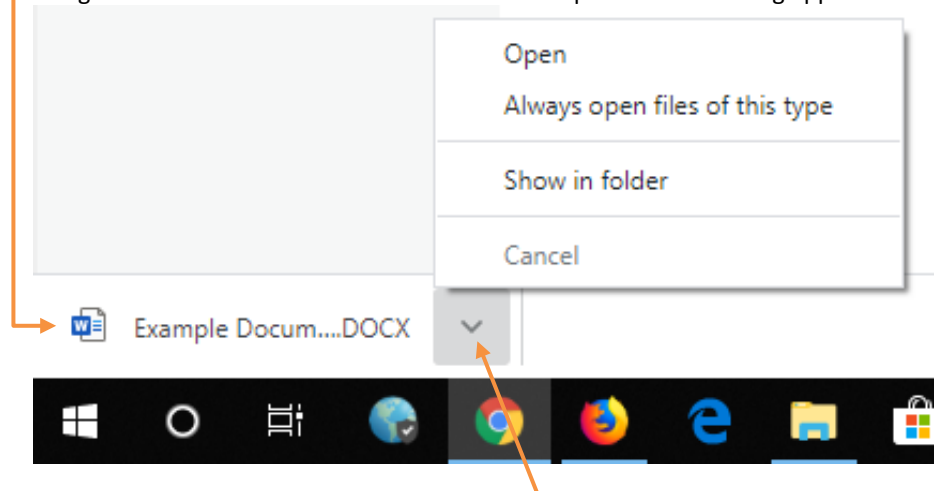 Open
Always open files of this type
Show in folder
Cancel
Example Docum....DOCX